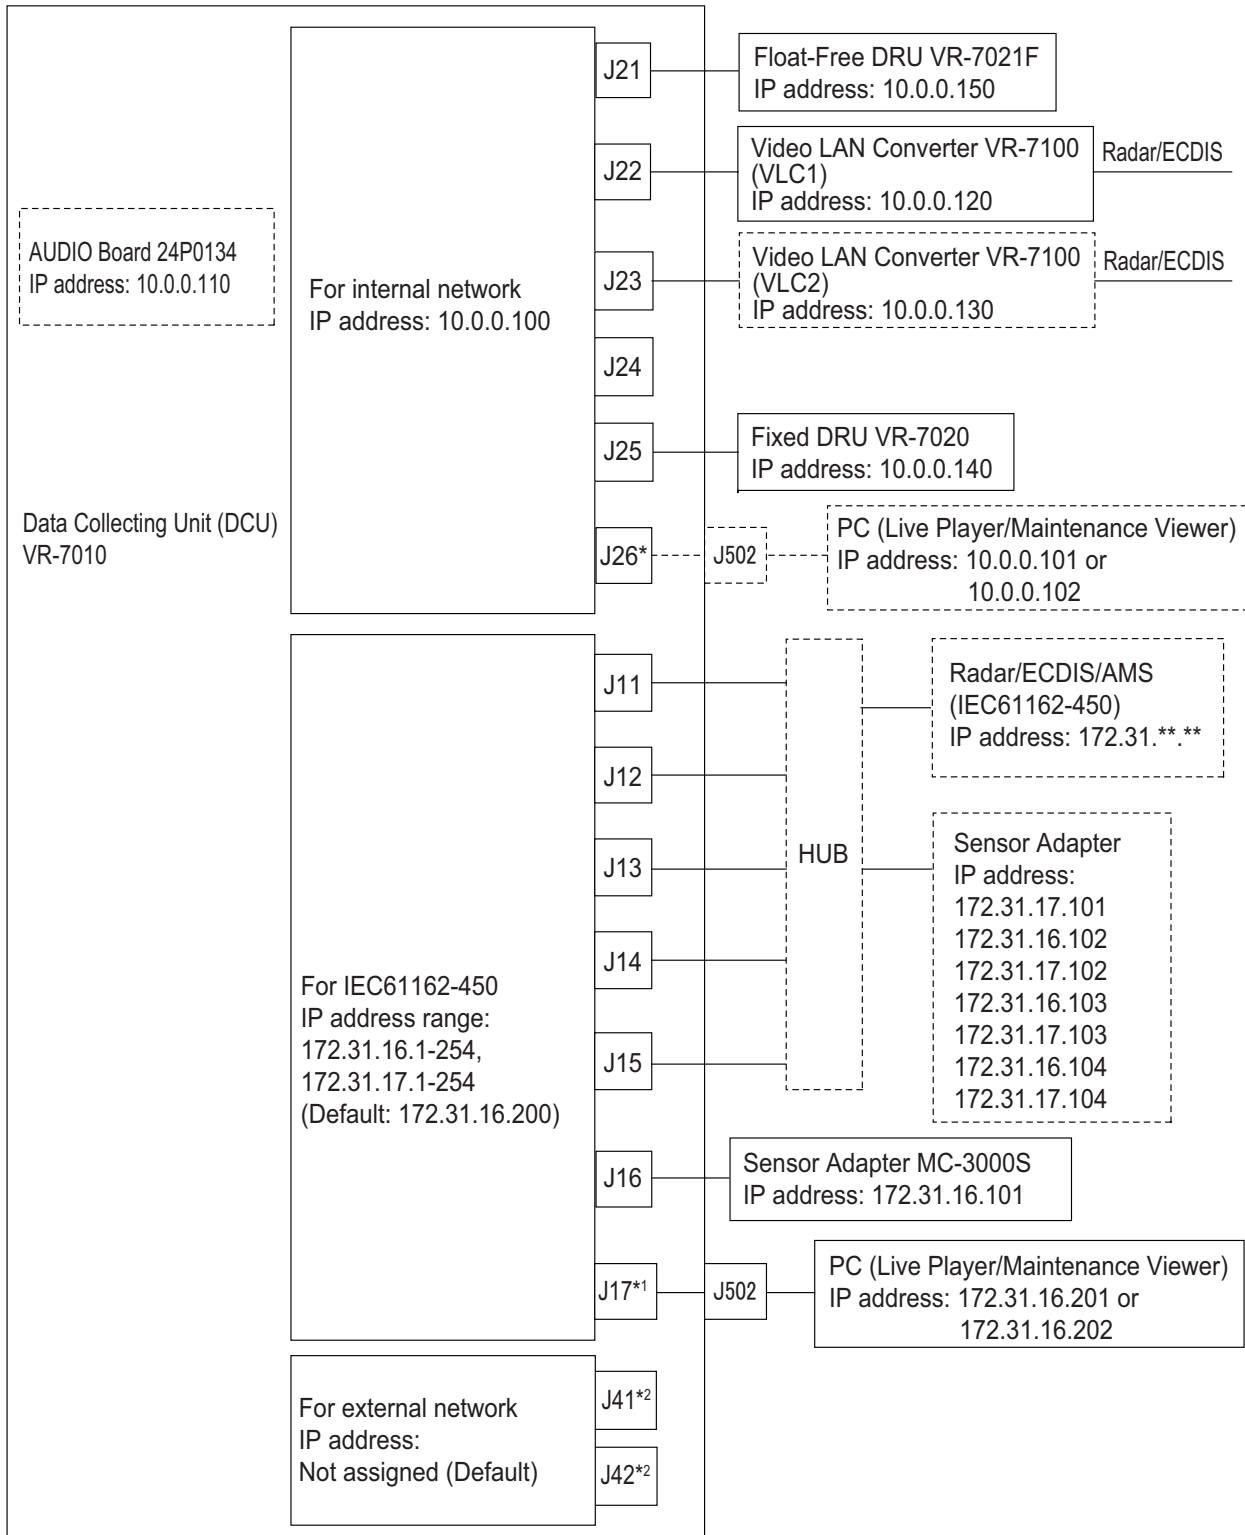 J21
Float-Free DRU VR-7021F
IP address: 10.0.0.150
J22
Video LAN Converter VR-7100
(VLC1)
IP address: 10.0.0.120
Radar/ECDIS
AUDIO Board 24P0134
IP address: 10.0.0.110
For internal network
IP address: 10.0.0.100
J23
Video LAN Converter VR-7100
(VLC2)
IP address: 10.0.0.130
Radar/ECDIS
J24
J25
Fixed DRU VR-7020
IP address: 10.0.0.140
Data Collecting Unit (DCU)
VR-7010
J26*
J502
PC (Live Player/Maintenance Viewer)
IP address: 10.0.0.101 or
10.0.0.102
J11
Radar/ECDIS/AMS
(IEC61162-450)
IP address: 172.31.**.**
J12
J13
HUB
Sensor Adapter
IP address:
172.31.17.101
172.31.16.102
172.31.17.102
172.31.16.103
172.31.17.103
172.31.16.104
172.31.17.104
J14
For IEC61162-450
IP address range:
172.31.16.1-254,
172.31.17.1-254
(Default: 172.31.16.200)
J15
J16
Sensor Adapter MC-3000S
IP address: 172.31.16.101
J17*1
J502
PC (Live Player/Maintenance Viewer)
IP address: 172.31.16.201 or
172.31.16.202
For external network
IP address:
Not assigned (Default)
J41*2
J42*2